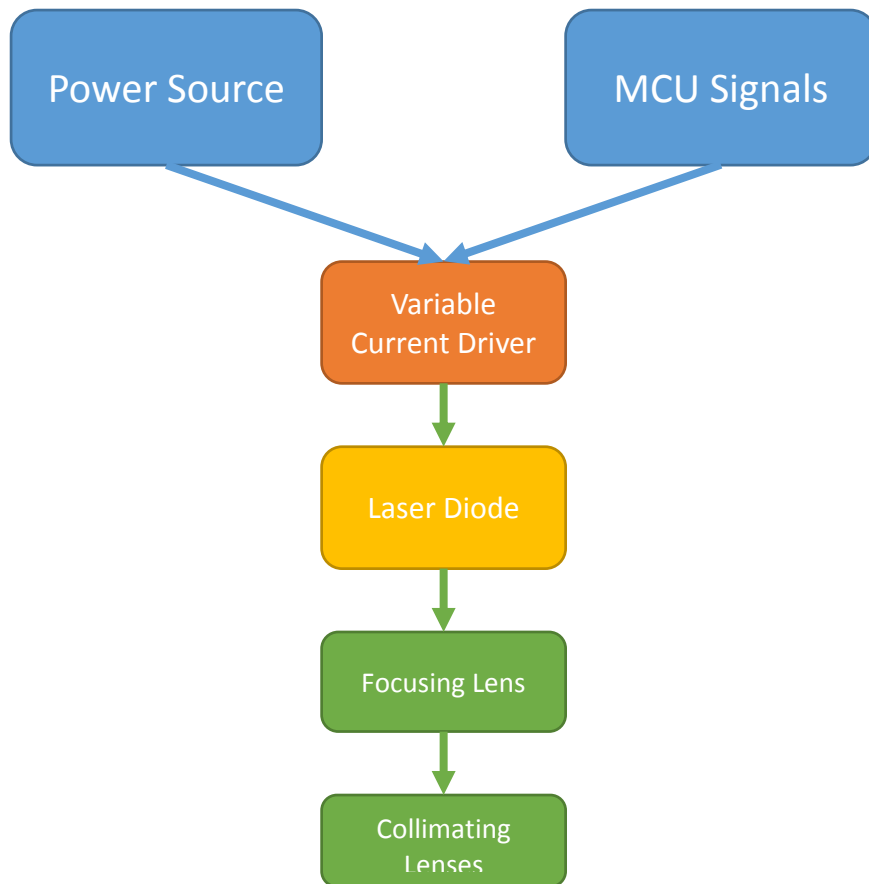 Power Source
MCU Signals
Variable
Current Driver
Laser Diode
Focusing Lens
Collimating
Lenses